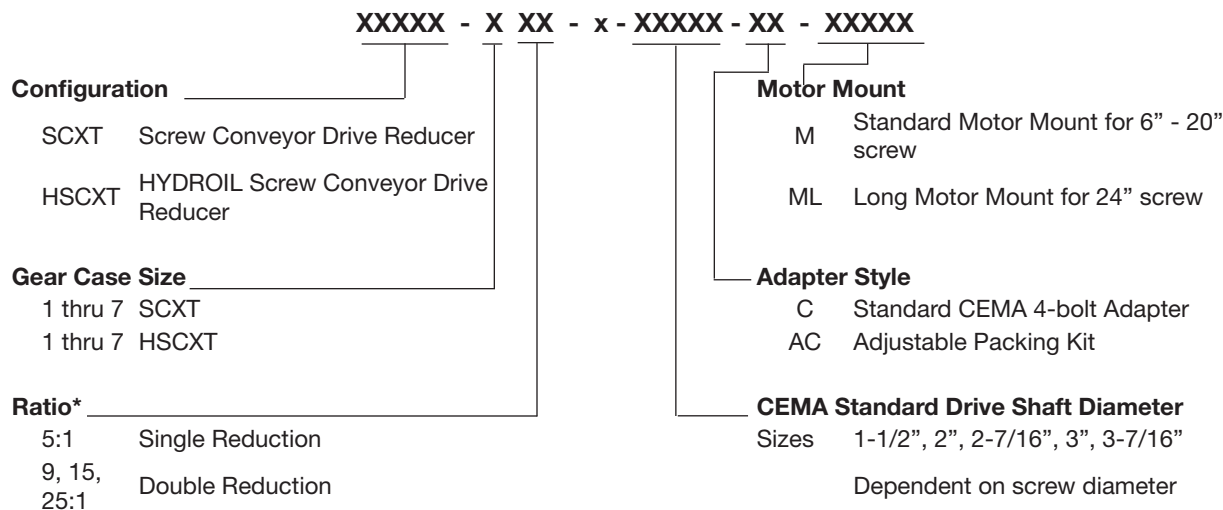 XXXXX - X XX - x - XXXXX - XX - XXXXX
Configuration
SCXT Screw Conveyor Drive Reducer
HSCXT HYDROIL Screw Conveyor Drive
Reducer
Gear Case Size
1 thru 7 SCXT
1 thru 7 HSCXT
Ratio*
5:1 Single Reduction
9, 15,
25:1 Double Reduction
Motor Mount
M Standard Motor Mount for 6” - 20”
screw
ML Long Motor Mount for 24” screw
Adapter Style
C Standard CEMA 4-bolt Adapter
AC Adjustable Packing Kit
CEMA Standard Drive Shaft Diameter
Sizes 1-1/2”, 2”, 2-7/16”, 3”, 3-7/16”
Dependent on screw diameter